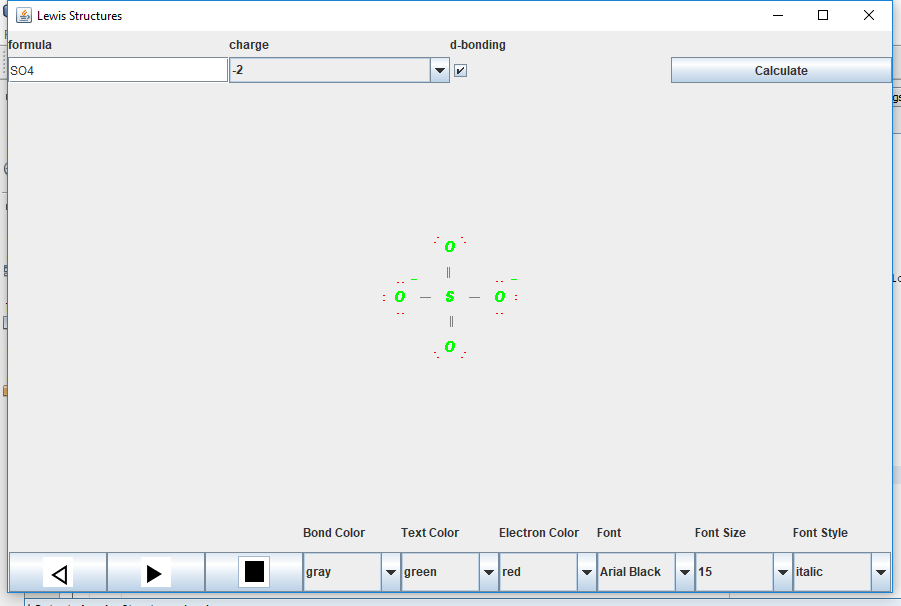 Lewis Structures
formula charge d-bonding
SO4 -2 Calculate
O
||
O — S — O
||
O
Bond Color Text Color Electron Color Font Font Size Font Style
gray green red Arial Black 15 italic